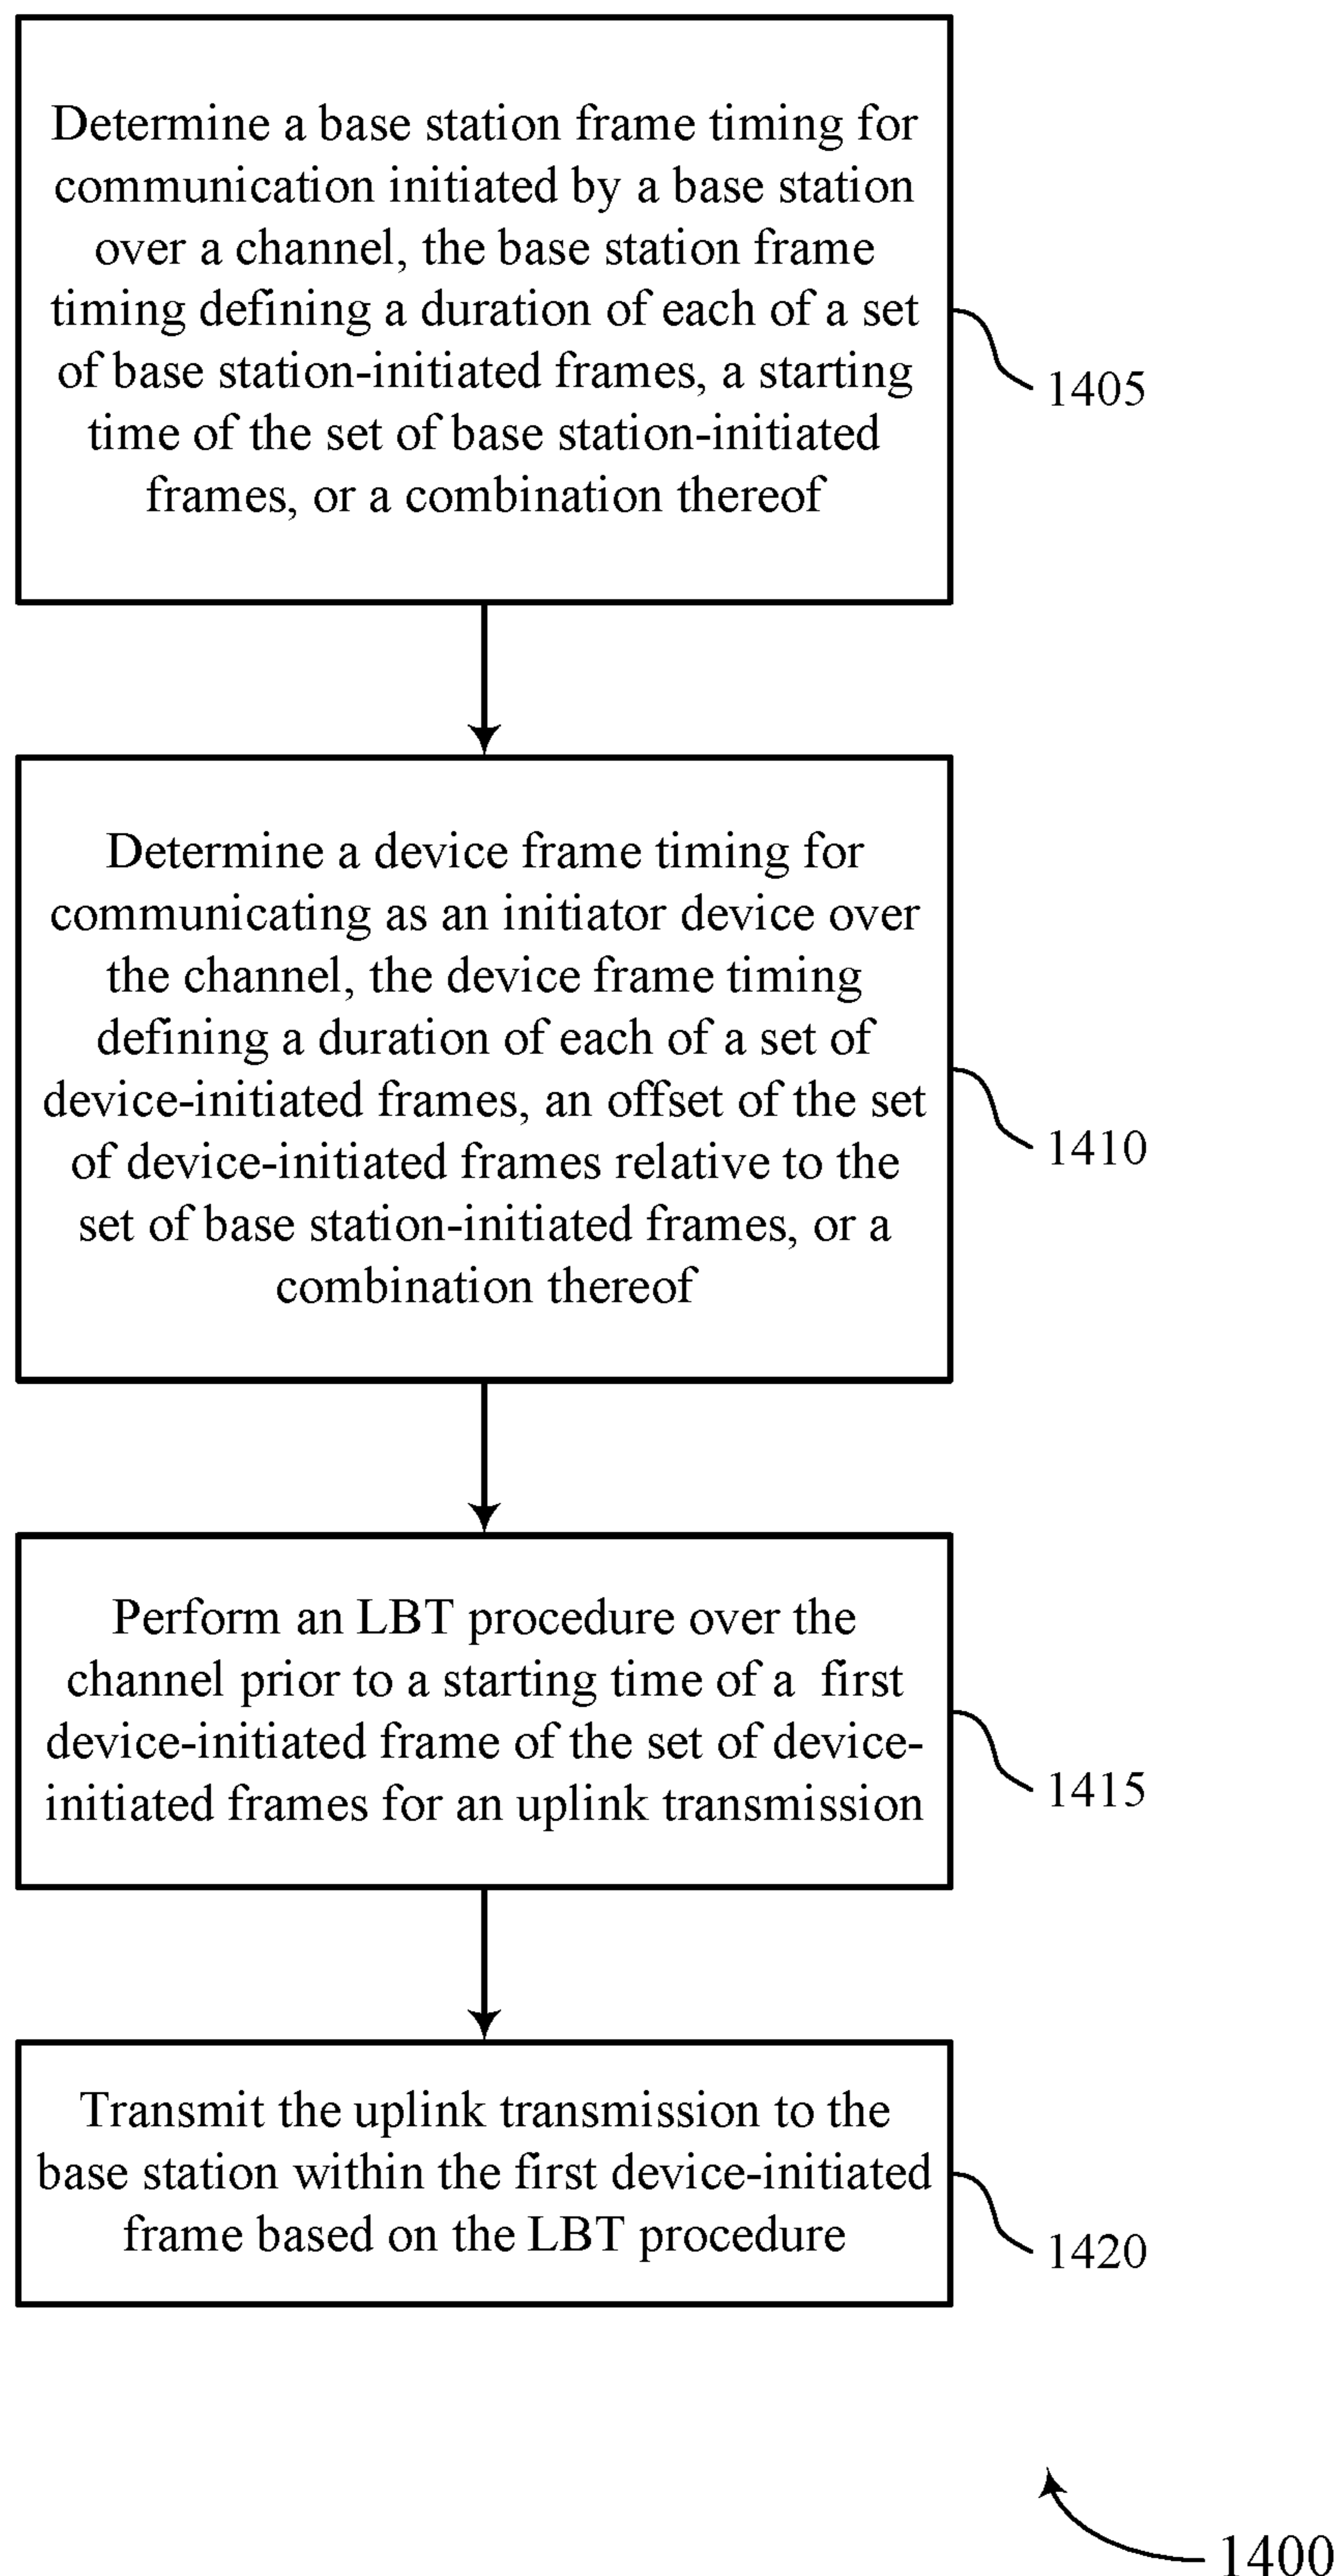 Determine a base station frame timing for
communication initiated by a base station
over a channel, the base station frame
timing defining a duration of each of a set
of base station-initiated frames, a starting
time of the set of base station-initiated
frames, or a combination thereof
1405
Determine a device frame timing for
communicating as an initiator device over
the channel, the device frame timing
defining a duration of each of a set of
device-initiated frames, an offset of the set
of device-initiated frames relative to the
set of base station-initiated frames, or a
combination thereof
1410
Perform an LBT procedure over the
channel prior to a starting time of a first
device-initiated frame of the set of device-
initiated frames for an uplink transmission
1415
Transmit the uplink transmission to the
base station within the first device-initiated
frame based on the LBT procedure
1420
1400